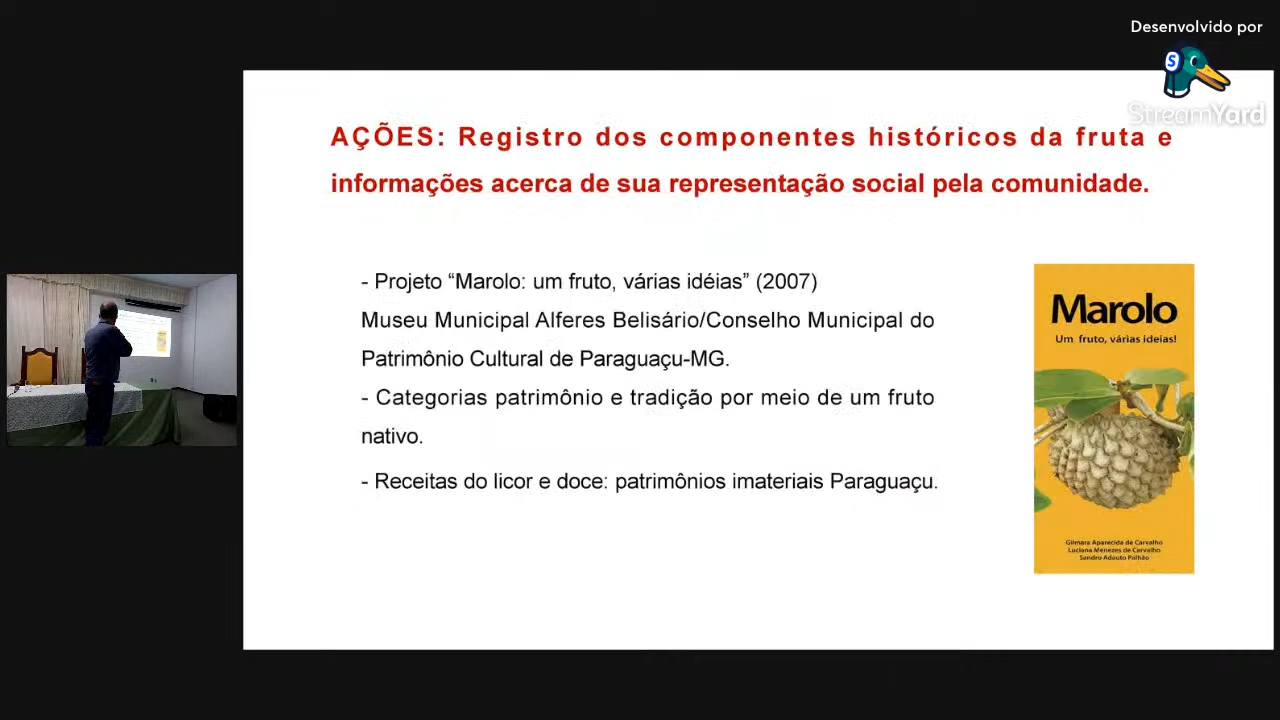 Desenvolvido por
StreamYard
AÇÕES: Registro dos componentes históricos da fruta e
informações acerca de sua representação social pela comunidade.
- Projeto “Marolo: um fruto, várias idéias” (2007)
Museu Municipal Alferes Belisário/Conselho Municipal do
Patrimônio Cultural de Paraguaçu-MG.
- Categorias patrimônio e tradição por meio de um fruto
nativo.
- Receitas do licor e doce: patrimônios imateriais Paraguaçu.
Marolo
Um fruto, várias ideias!
Gilmara Aparecida de Carvalho
Luciana Menezes de Carvalho
Sandro Adauto Palhão